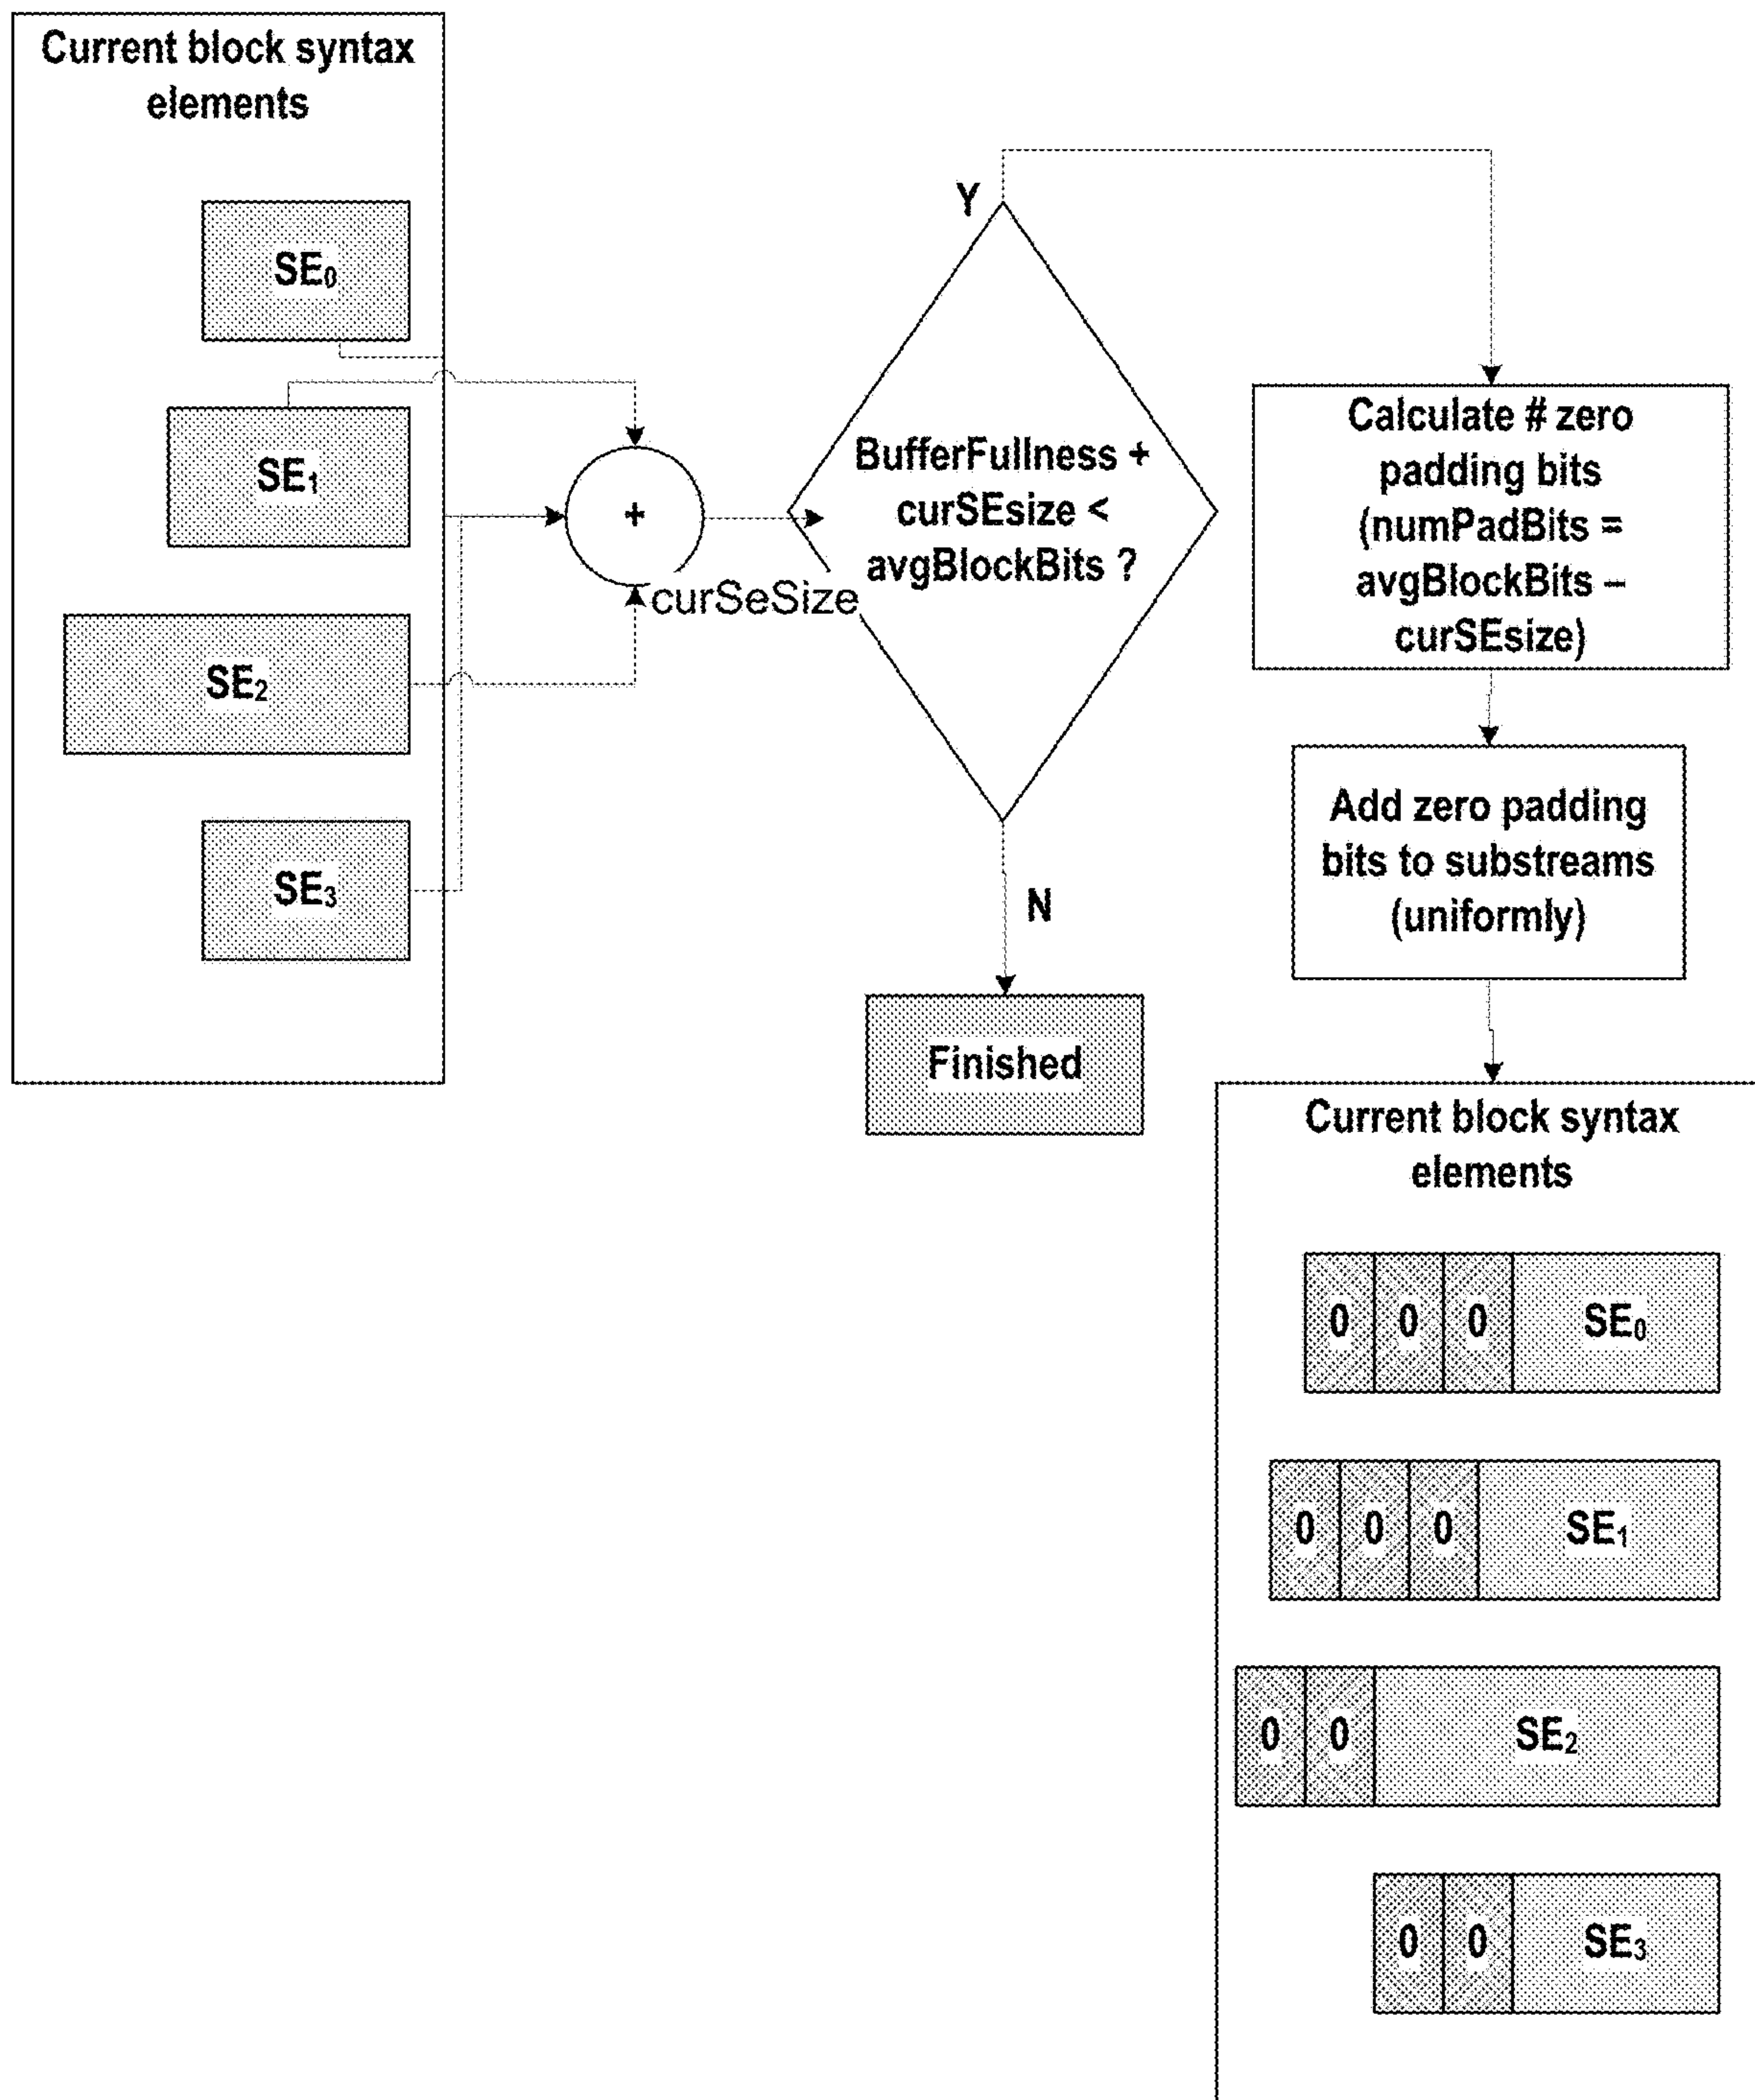 Current block syntax
elements
SE₀
SE₁
SE₂
SE₃
+
curSeSize
Y
BufferFullness +
curSEsize <
avgBlockBits ?
N
Finished
Calculate # zero
padding bits
(numPadBits =
avgBlockBits –
curSEsize)
Add zero padding
bits to substreams
(uniformly)
Current block syntax
elements
0 0 0 SE₀
0 0 0 SE₁
0 0 SE₂
0 0 SE₃